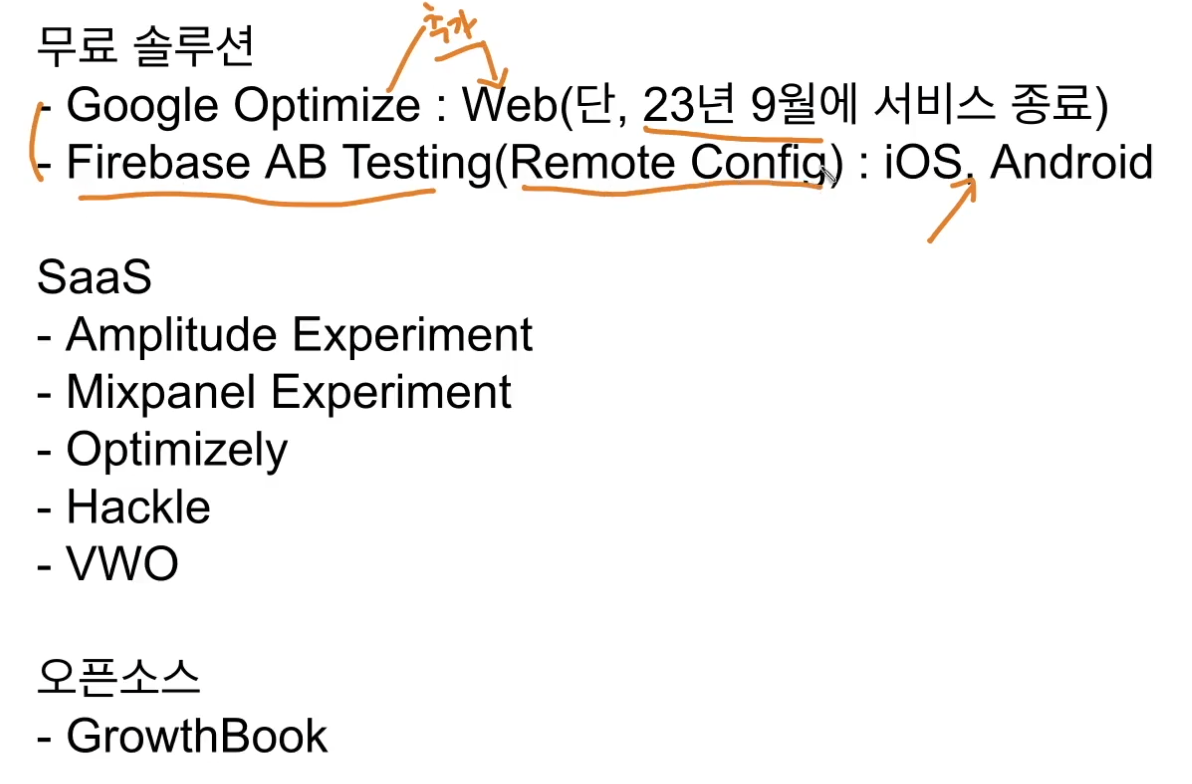 추가
무료 솔루션
- Google Optimize : Web(단, 23년 9월에 서비스 종료)
- Firebase AB Testing(Remote Config) : iOS, Android
SaaS
- Amplitude Experiment
- Mixpanel Experiment
- Optimizely
- Hackle
- VWO
오픈소스
- GrowthBook